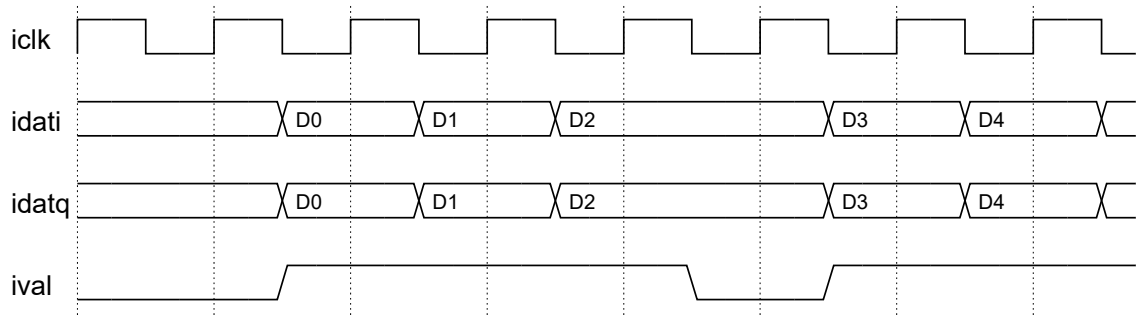 iclk
idati D0 D1 D2 D3 D4
idatq D0 D1 D2 D3 D4
ival